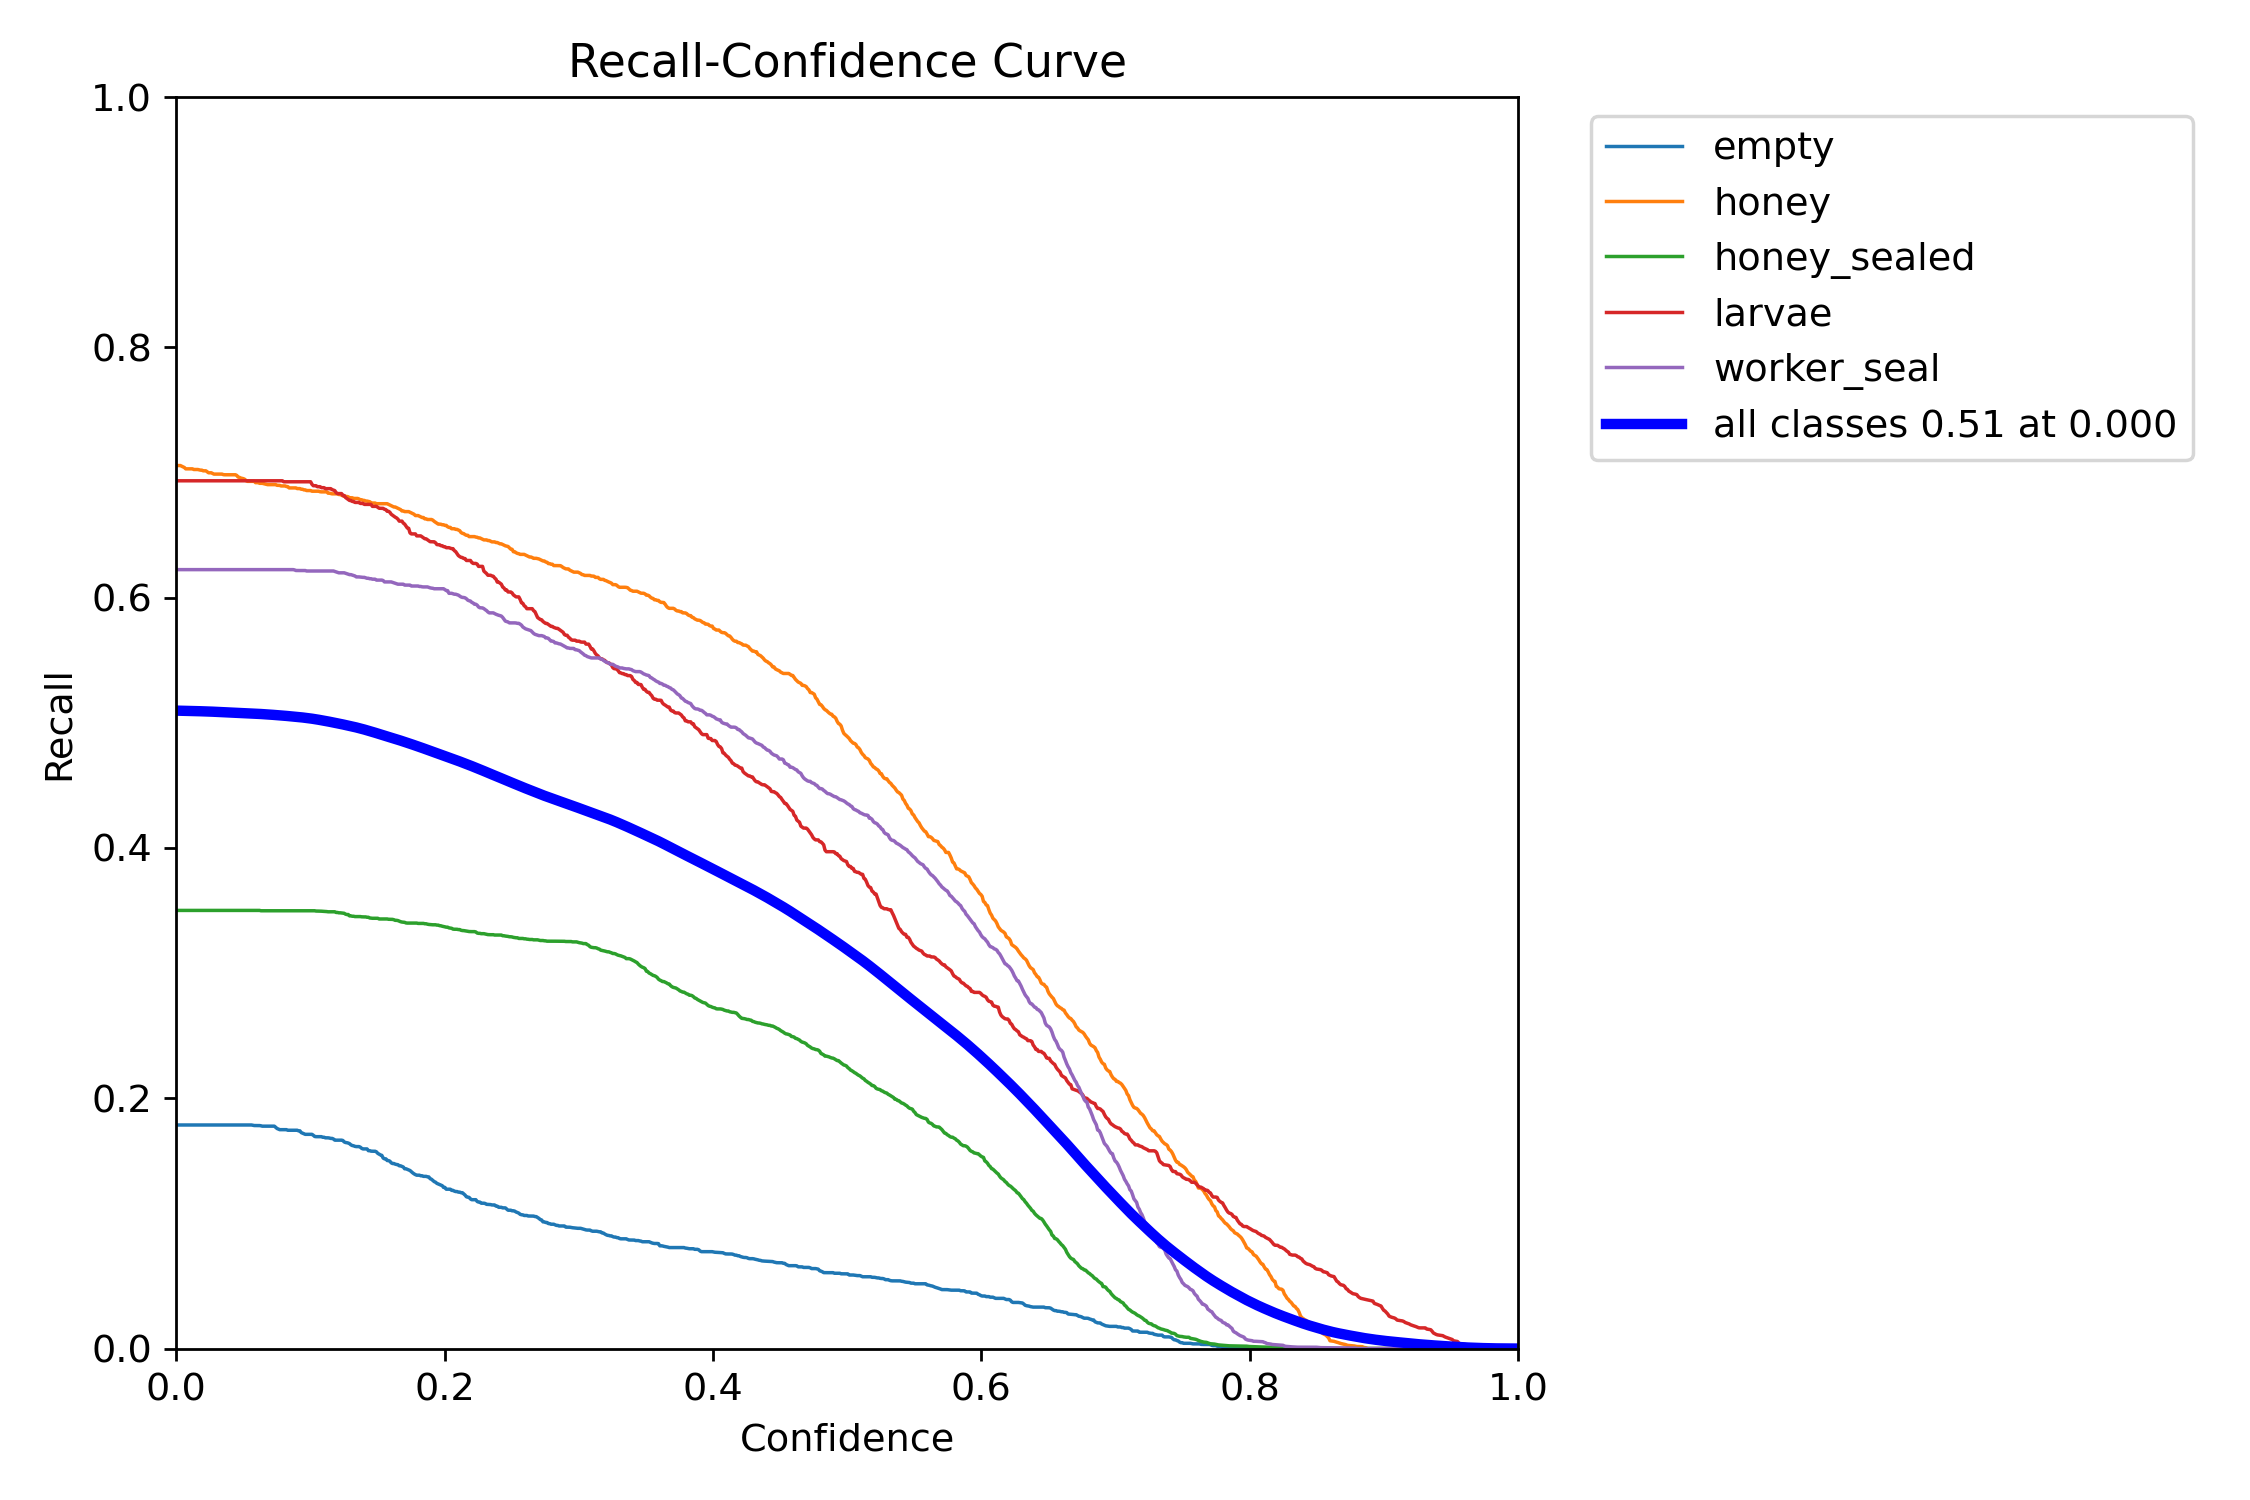 Recall-Confidence Curve
1.0
0.8
0.6
0.4
0.2
0.0
Recall
0.0 0.2 0.4 0.6 0.8 1.0
Confidence
empty
honey
honey_sealed
larvae
worker_seal
all classes 0.51 at 0.000